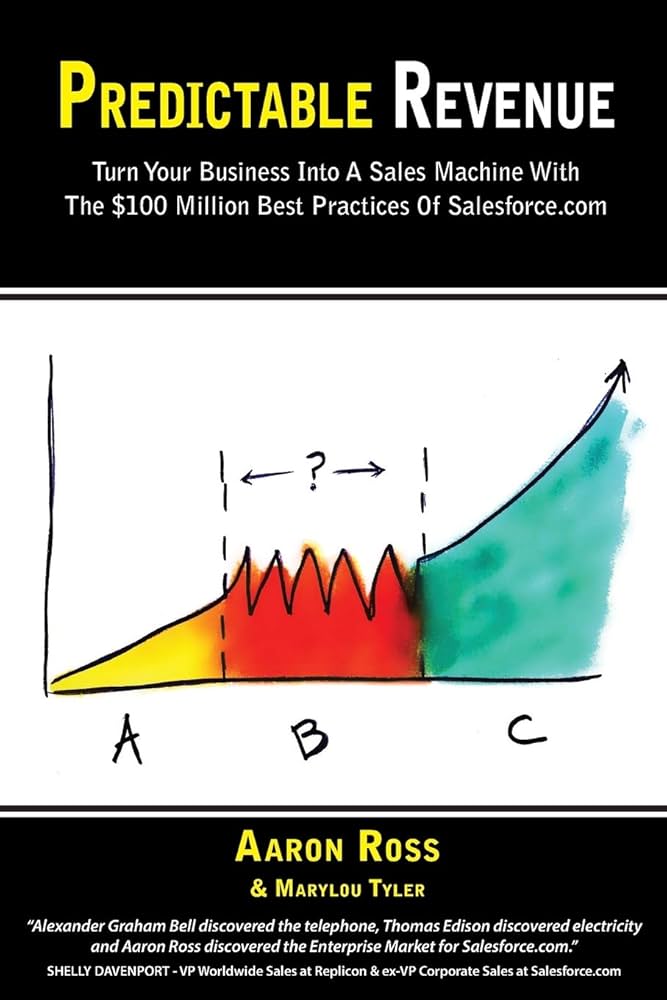 PREDICTABLE REVENUE
Turn Your Business Into A Sales Machine With
The $100 Million Best Practices Of Salesforce.com
?
A B C
AARON ROSS
& MARYLOU TYLER
“Alexander Graham Bell discovered the telephone, Thomas Edison discovered electricity
and Aaron Ross discovered the Enterprise Market for Salesforce.com.”
SHELLY DAVENPORT - VP Worldwide Sales at Replicon & ex-VP Corporate Sales at Salesforce.com